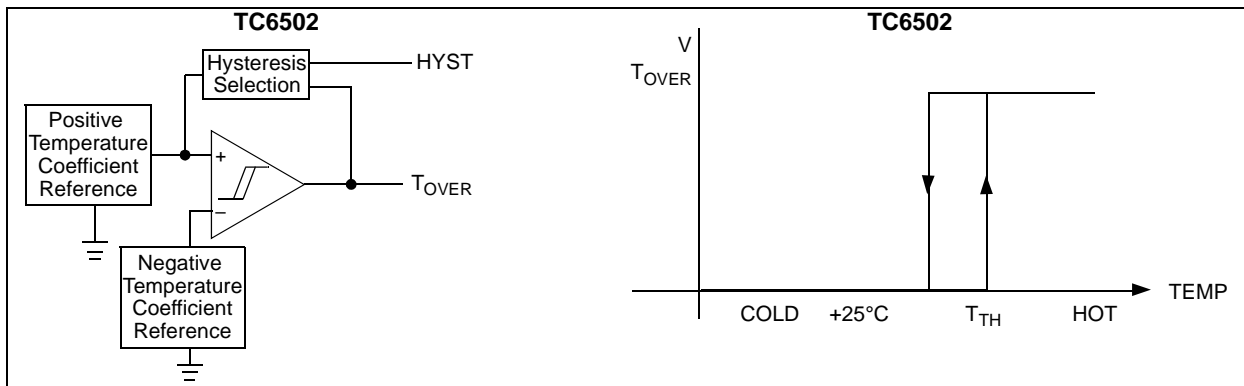 TC6502
Hysteresis
Selection
HYST
Positive
Temperature
Coefficient
Reference
+
–
TOVER
Negative
Temperature
Coefficient
Reference
TC6502
V
TOVER
TEMP
COLD +25°C TTH HOT